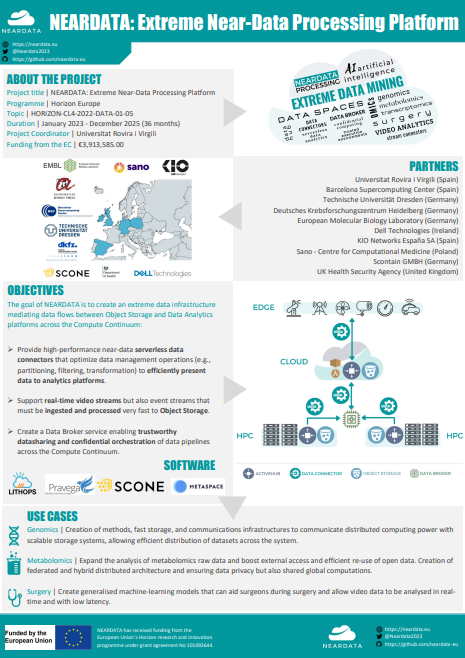 NEARDATA
NEARDATA: Extreme Near-Data Processing Platform
https://neardata-eu
@Neardata2023
https://github.com/neardata-eu
ABOUT THE PROJECT
Project title | NEARDATA: Extreme Near-Data Processing Platform
Programme | Horizon Europe
Topic | HORIZON-CL4-2022-DATA-01-05
Duration | January 2023 - December 2025 (36 months)
Project Coordinator | Universitat Rovira i Virgili
Funding from the EC | €3,913,585.00
NEARDATA
PROCESSING
AI artificial
intelligence
EXTREME DATA MINING
DATA SPACES
OMICs
genomics
metabolomics
transcriptomics
DATA
CONNECTORS
DATA BROKER
confidential
computing
serverless
data
analytics
surgery
VIDEO ANALYTICS
stream connectors
EMBL
sano
KIO
UNIVERSITAT
ROVIRA I VIRGILI
Barcelona
Supercomputing
Center
TECHNISCHE
UNIVERSITÄT
DRESDEN
dkfz.
SCONE
Department
of Health
DELLTechnologies
PARTNERS
Universitat Rovira i Virgili (Spain)
Barcelona Supercomputing Center (Spain)
Technische Universität Dresden (Germany)
Deutsches Krebsforschungszentrum Heidelberg (Germany)
European Molecular Biology Laboratory (Germany)
Dell Technologies (Ireland)
KIO Networks España SA (Spain)
Sano - Centre for Computational Medicine (Poland)
Scontain GMBH (Germany)
UK Health Security Agency (United Kingdom)
OBJECTIVES
The goal of NEARDATA is to create an extreme data infrastructure
mediating data flows between Object Storage and Data Analytics
platforms across the Compute Continuum:
➢ Provide high-performance near-data serverless data
connectors that optimize data management operations (e.g.,
partitioning, filtering, transformation) to efficiently present
data to analytics platforms.
➢ Support real-time video streams but also event streams that
must be ingested and processed very fast to Object Storage.
➢ Create a Data Broker service enabling trustworthy
datasharing and confidential orchestration of data pipelines
across the Compute Continuum.
SOFTWARE
LITHOPS
Pravega
SCONE
METASPACE
EDGE
CLOUD
HPC
HPC
ACTIVEHUB
DATA CONNECTOR
OBJECT STORAGE
DATA BROKER
USE CASES
Genomics | Creation of methods, fast storage, and communications infrastructures to communicate distributed computing power with
scalable storage systems, allowing efficient distribution of datasets across the system.
Metabolomics | Expand the analysis of metabolomics raw data and boost external access and efficient re-use of open data. Creation of
federated and hybrid distributed architecture and ensuring data privacy but also shared global computations.
Surgery | Create generalised machine-learning models that can aid surgeons during surgery and allow video data to be analysed in real-
time and with low latency.
Funded by the
European Union
NEARDATA has received funding from the
European Union's Horizon research and innovation
programme under grant agreement No 101092644.
NEARDATA
https://neardata-eu
@Neardata2023
https://github.com/neardata-eu